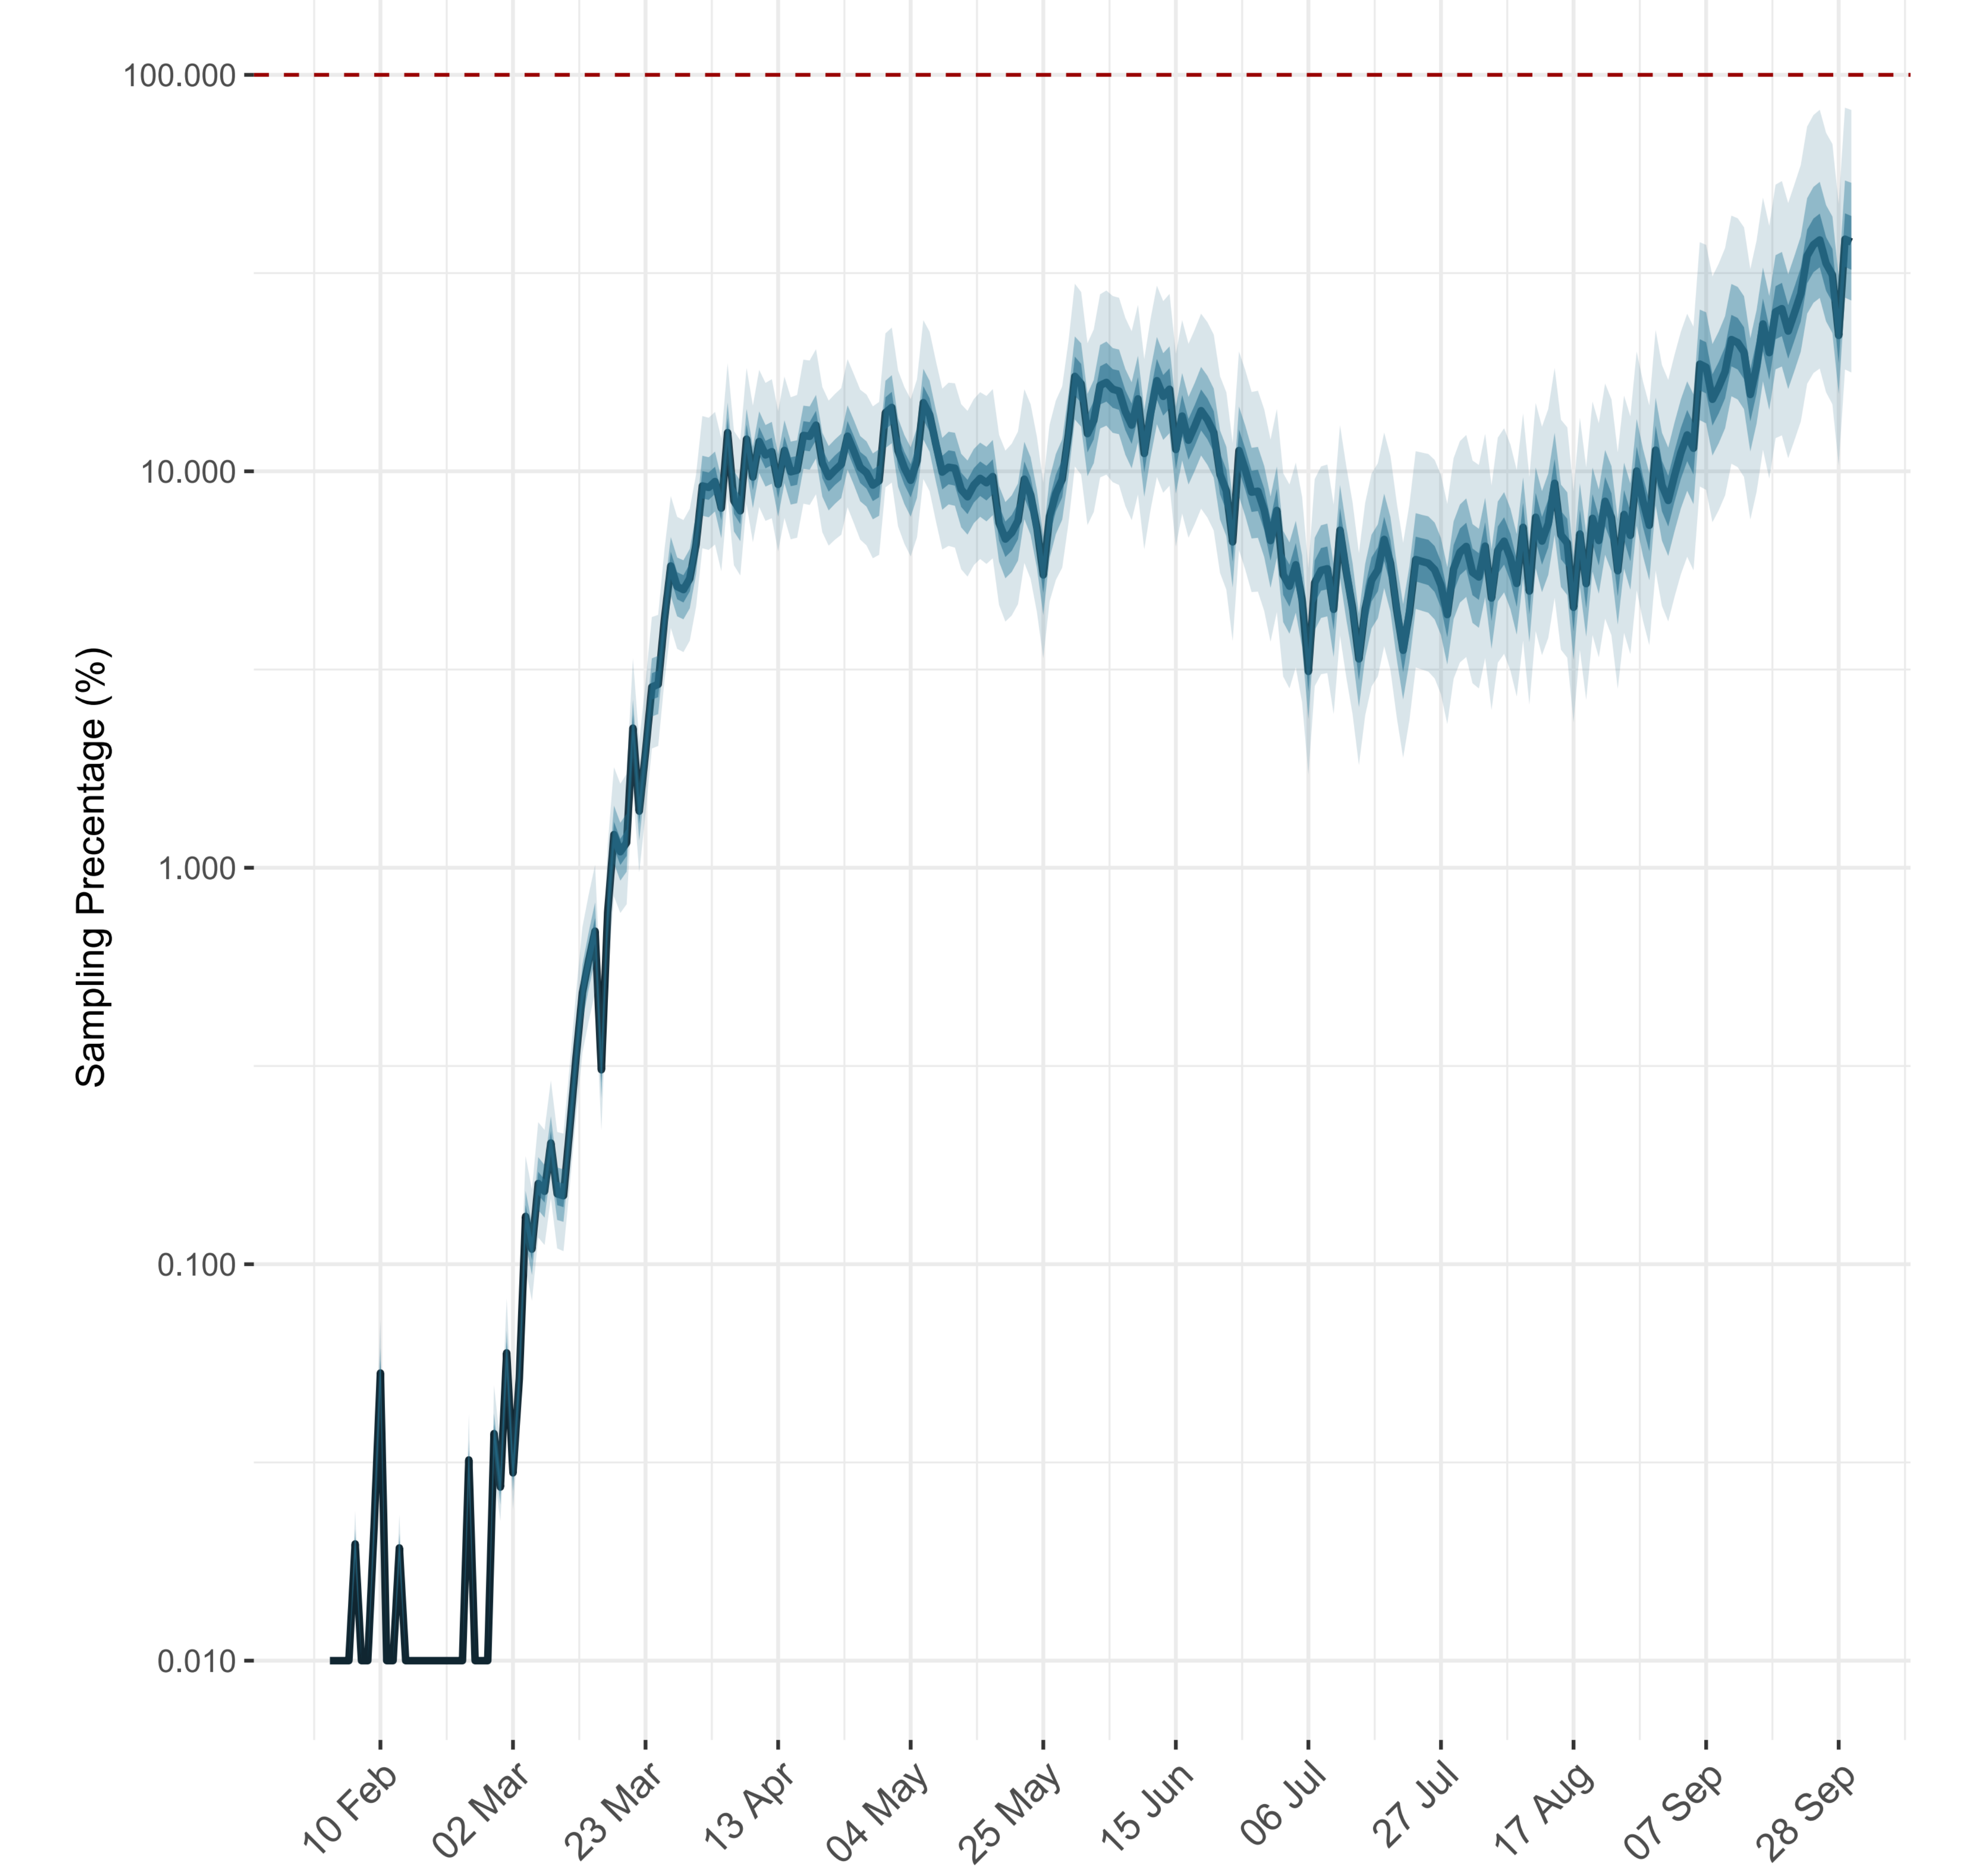 Sampling Precentage (%)
100.000
10.000
1.000
0.100
0.010
10 Feb
02 Mar
23 Mar
13 Apr
04 May
25 May
15 Jun
06 Jul
27 Jul
17 Aug
07 Sep
28 Sep